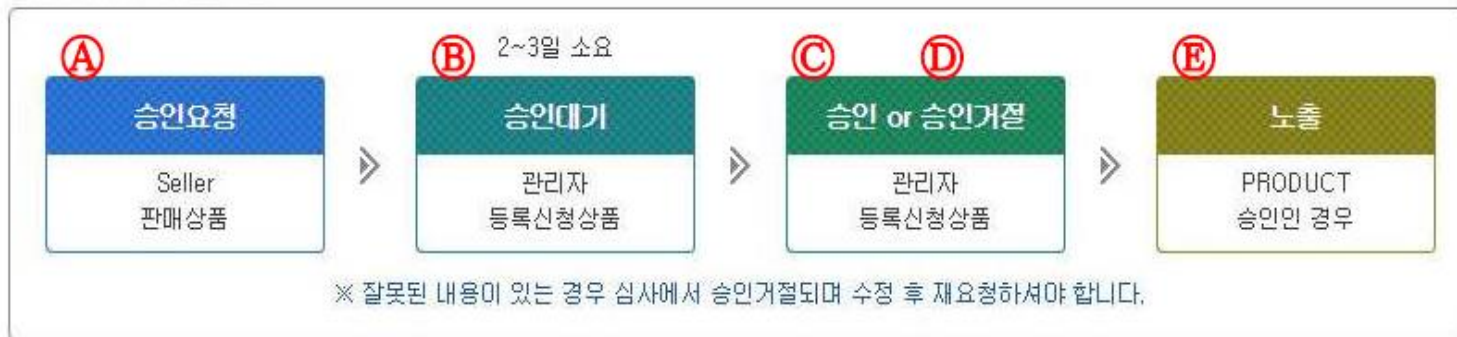 Ⓐ Ⓑ 2~3일 소요 Ⓒ Ⓓ Ⓔ
승인요청
Seller
판매상품
승인대기
관리자
등록신청상품
승인 or 승인거절
관리자
등록신청상품
노출
PRODUCT
승인인 경우
※ 잘못된 내용이 있는 경우 심사에서 승인거절되며 수정 후 재요청하셔야 합니다.